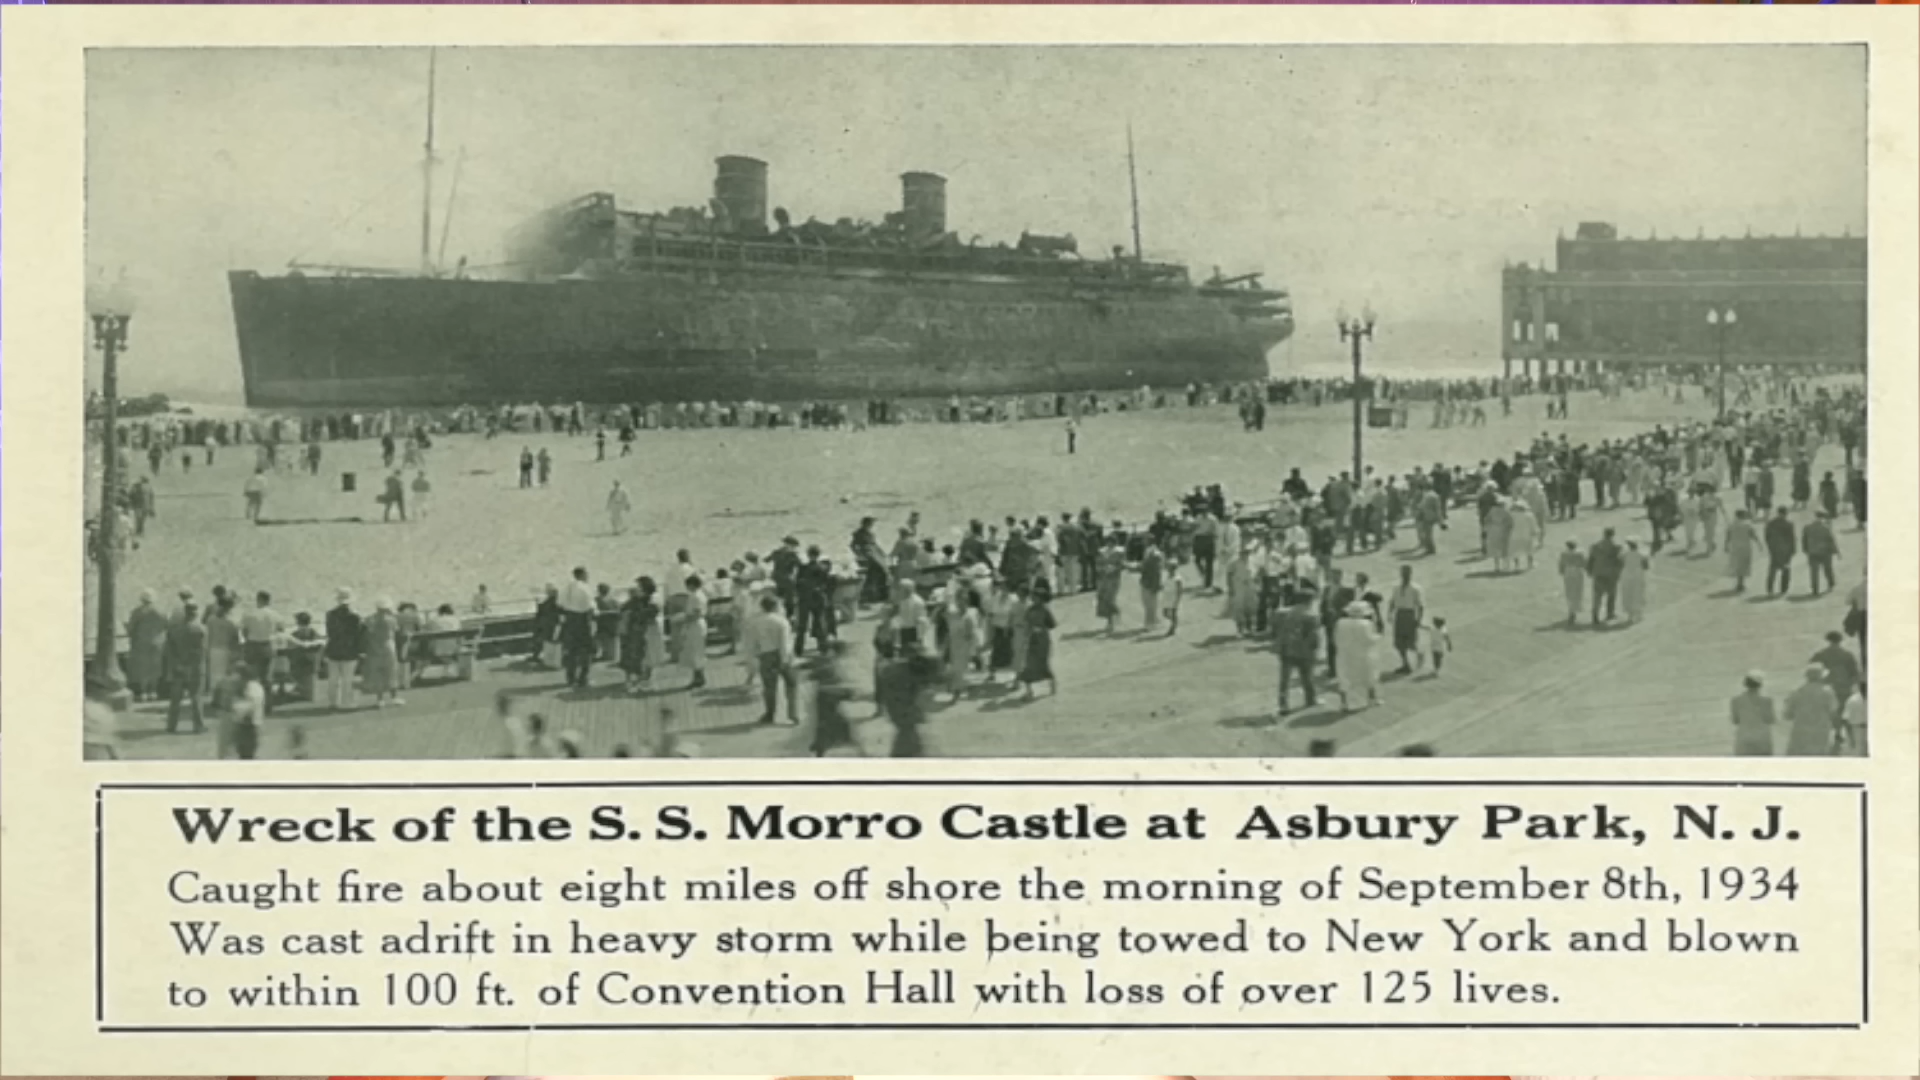 Wreck of the S. S. Morro Castle at Asbury Park, N. J.
Caught fire about eight miles off shore the morning of September 8th, 1934
Was cast adrift in heavy storm while being towed to New York and blown
to within 100 ft. of Convention Hall with loss of over 125 lives.